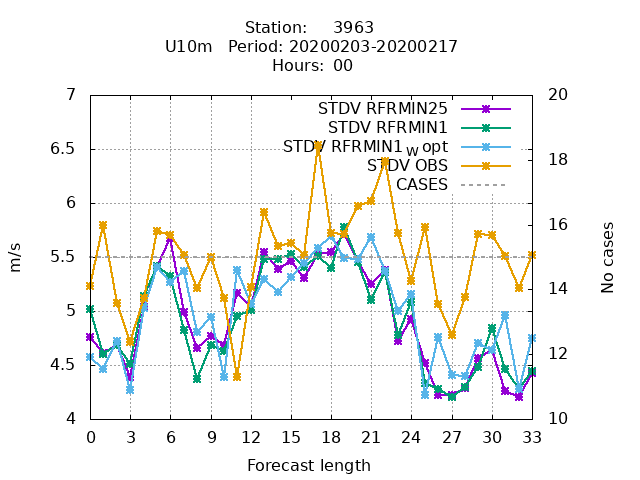 Station: 3963
U10m Period: 20200203-20200217
Hours: 00
7 20
STDV RFRMIN25
STDV RFRMIN1
6.5 STDV RFRMIN1 w opt 18
STDV OBS
CASES
6 16
5.5
m/s
No cases
5 14
4.5 12
4 10
0 3 6 9 12 15 18 21 24 27 30 33
Forecast length